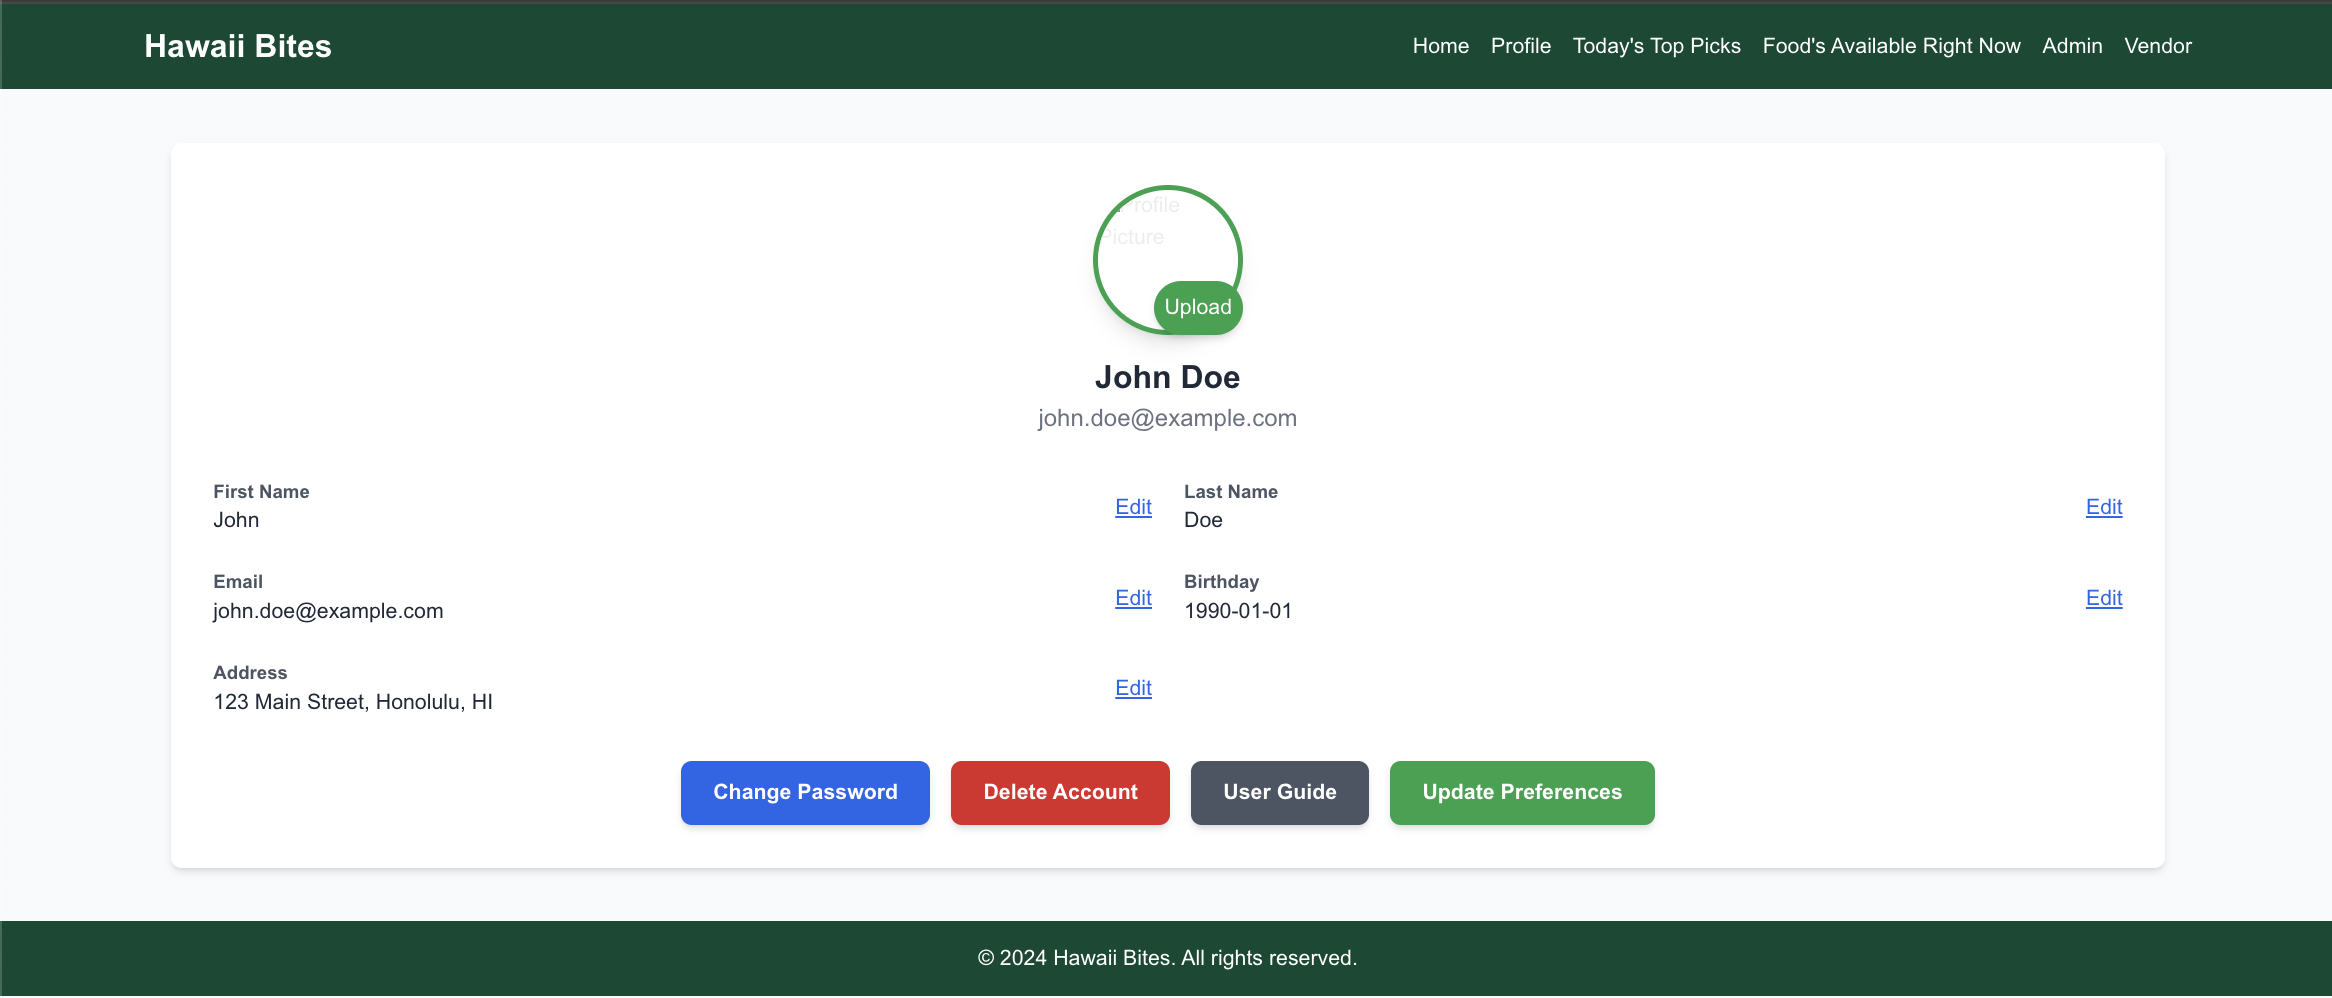 Hawaii Bites
Home Profile Today's Top Picks Food's Available Right Now Admin Vendor
Profile
Picture
Upload
John Doe
john.doe@example.com
First Name
John
Edit
Last Name
Doe
Edit
Email
john.doe@example.com
Edit
Birthday
1990-01-01
Edit
Address
123 Main Street, Honolulu, HI
Edit
Change Password
Delete Account
User Guide
Update Preferences
© 2024 Hawaii Bites. All rights reserved.